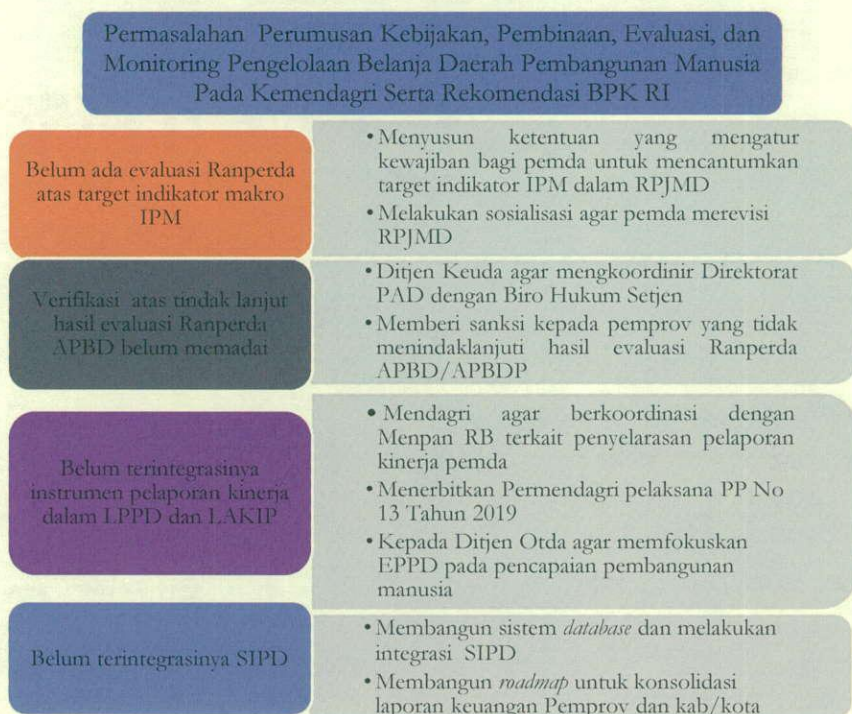 Permasalahan Perumusan Kebijakan, Pembinaan, Evaluasi, dan
Monitoring Pengelolaan Belanja Daerah Pembangunan Manusia
Pada Kemendagri Serta Rekomendasi BPK RI
Belum ada evaluasi Ranperda
atas target indikator makro
IPM
• Menyusun ketentuan yang mengatur
kewajiban bagi pemda untuk mencantumkan
target indikator IPM dalam RPJMD
• Melakukan sosialisasi agar pemda merevisi
RPJMD
Verifikasi atas tindak lanjut
hasil evaluasi Ranperda
APBD belum memadai
• Ditjen Keuda agar mengkoordinir Direktorat
PAD dengan Biro Hukum Setjen
• Memberi sanksi kepada pemprov yang tidak
menindaklanjuti hasil evaluasi Ranperda
APBD/APBDP
Belum terintegrasinya
instrumen pelaporan kinerja
dalam LPPD dan LAKIP
• Mendagri agar berkoordinasi dengan
Menpan RB terkait penyelarasan pelaporan
kinerja pemda
• Menerbitkan Permendagri pelaksana PP No
13 Tahun 2019
• Kepada Ditjen Otda agar memfokuskan
EPPD pada pencapaian pembangunan
manusia
Belum terintegrasinya SIPD
• Membangun sistem database dan melakukan
integrasi SIPD
• Membangun roadmap untuk konsolidasi
laporan keuangan Pemprov dan kab/kota